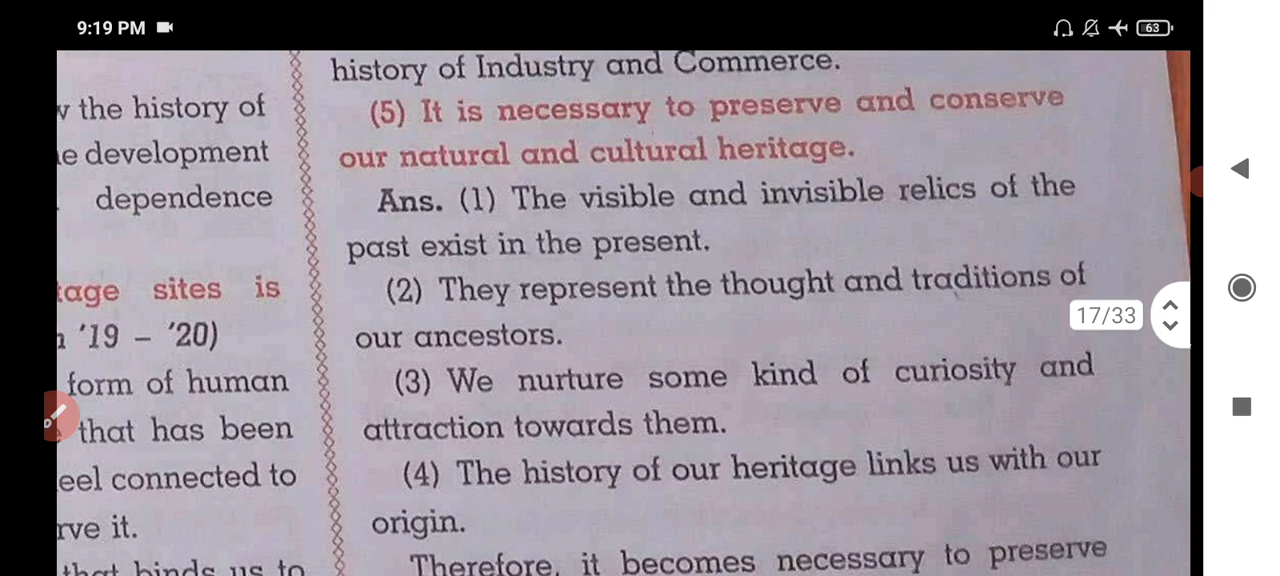 9:19 PM
63
w the history of
e development
dependence
tage sites is
'19 – '20)
form of human
that has been
eel connected to
rve it.
that binds us to
history of Industry and Commerce.
(5) It is necessary to preserve and conserve
our natural and cultural heritage.
Ans. (1) The visible and invisible relics of the
past exist in the present.
(2) They represent the thought and traditions of
our ancestors.
(3) We nurture some kind of curiosity and
attraction towards them.
(4) The history of our heritage links us with our
origin.
Therefore, it becomes necessary to preserve
17/33